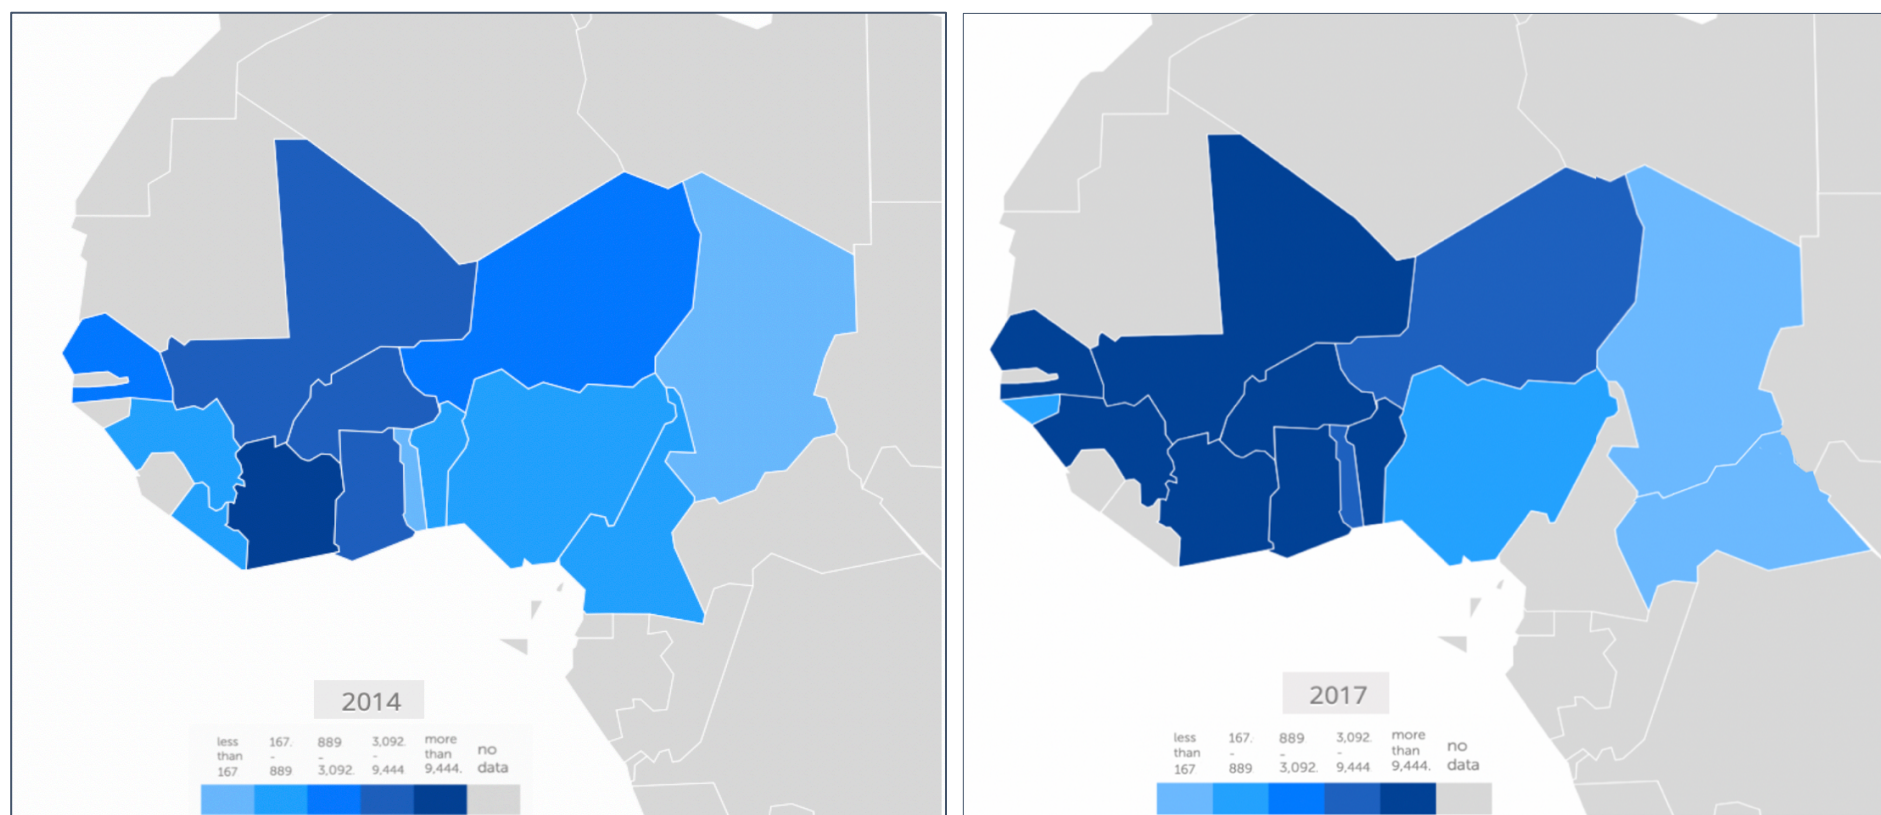 2014
less than 167
167. - 889
889 - 3,092.
3,092. - 9,444
more than 9,444.
no data
2017
less than 167
167. - 889
889 - 3,092.
3,092. - 9,444
more than 9,444.
no data